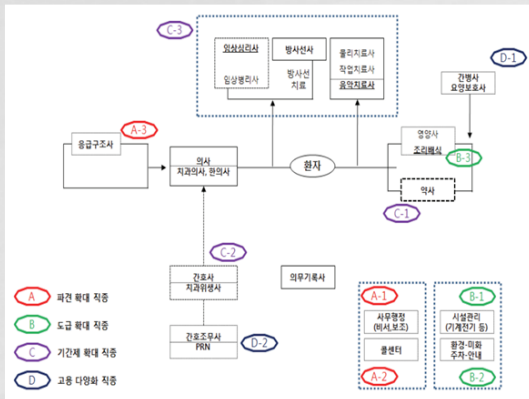 C-3
임상심리사
임상병리사
방사선사
방사선
치료
물리치료사
작업치료사
음악치료사
D-1
간병사
요양보호사
A-3
응급구조사
의사
치과의사, 한의사
환자
영양사
조리배식
B-3
약사
C-1
C-2
간호사
치과위생사
의무기록사
간호조무사
PRN
D-2
A 파견 확대 직종
B 도급 확대 직종
C 기간제 확대 직종
D 고용 다양화 직종
A-1
사무행정
(비서,보조)
콜센터
A-2
B-1
시설관리
(기계전기 등)
환경·미화
주차·안내
B-2